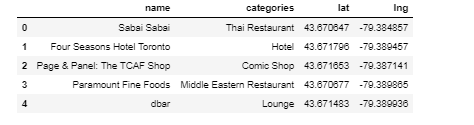 name categories lat lng
0 Sabai Sabai Thai Restaurant 43.670647 -79.384857
1 Four Seasons Hotel Toronto Hotel 43.671796 -79.389457
2 Page & Panel: The TCAF Shop Comic Shop 43.671653 -79.387141
3 Paramount Fine Foods Middle Eastern Restaurant 43.670677 -79.389865
4 dbar Lounge 43.671483 -79.389936